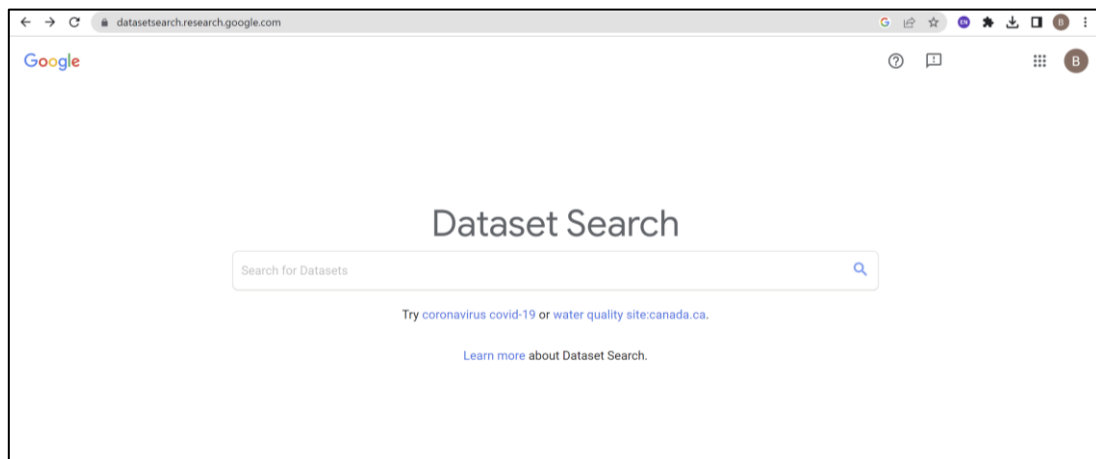 datasetsearch.research.google.com
G
EN
B
Google
B
Dataset Search
Search for Datasets
Try coronavirus covid-19 or water quality site:canada.ca.
Learn more about Dataset Search.